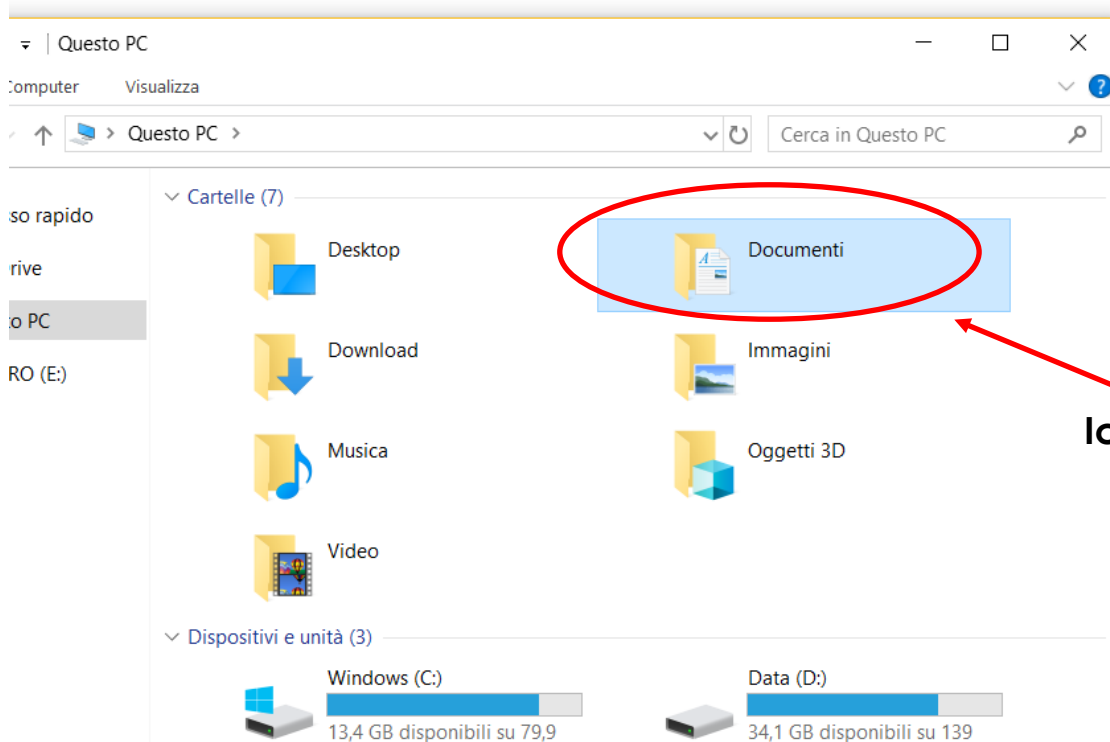 Questo PC
Computer Visualizza
Questo PC
Cerca in Questo PC
so rapido
rive
o PC
RO (E:)
Cartelle (7)
Desktop
Documenti
Download
Immagini
Musica
Oggetti 3D
Video
Dispositivi e unità (3)
Windows (C:)
13,4 GB disponibili su 79,9
Data (D:)
34,1 GB disponibili su 139